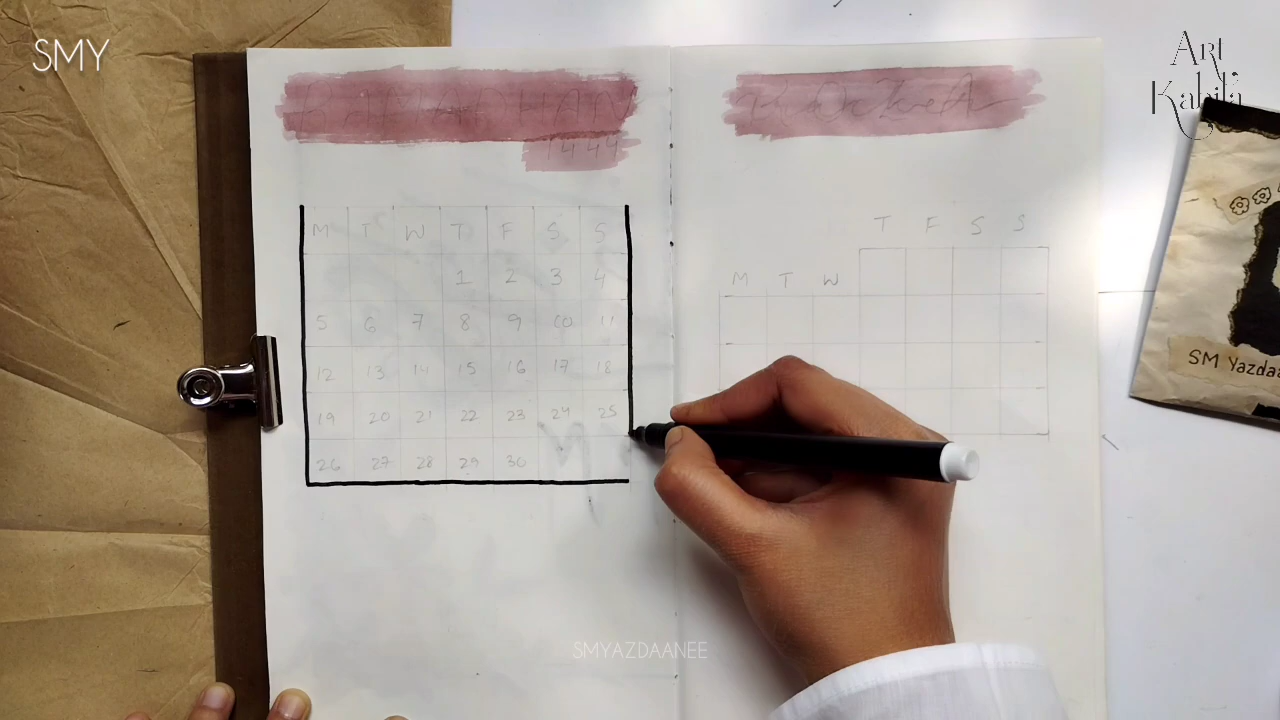 SMY
Art
Kabila
RAMADHAN
1444
M T W T F S S
1 2 3 4
5 6 7 8 9 10 11
12 13 14 15 16 17 18
19 20 21 22 23 24 25
26 27 28 29 30
T F S S
M T W
SM Yazdaa
SMYAZDAANEE